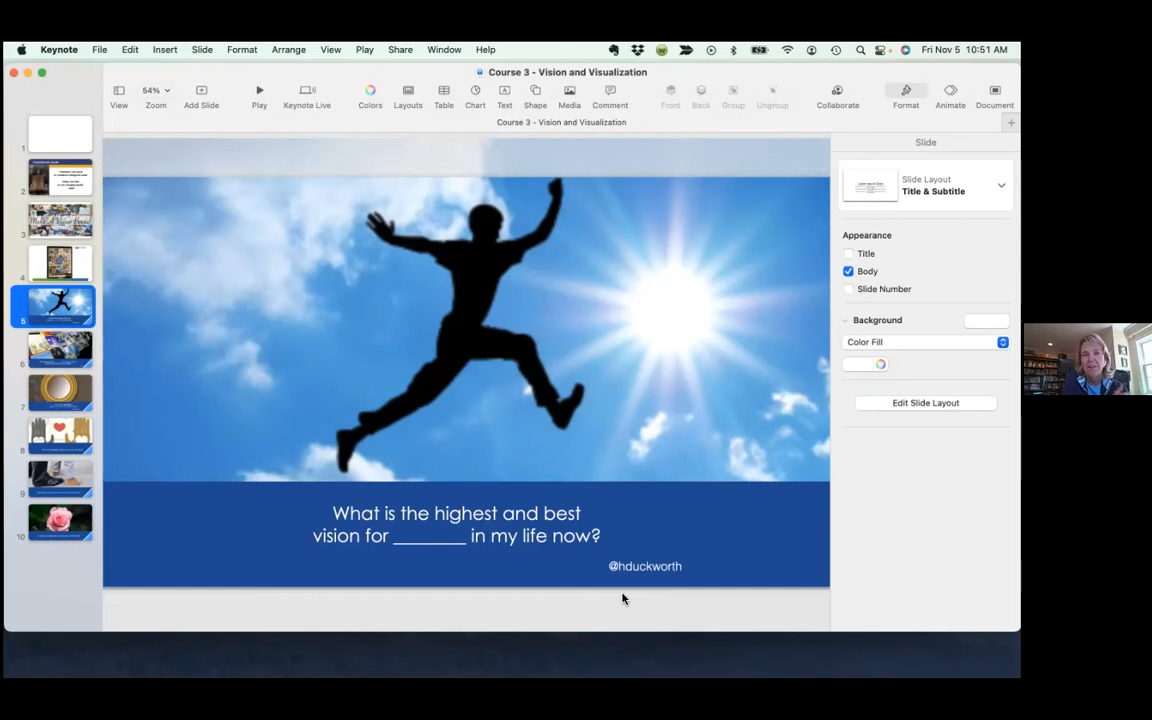 Keynote File Edit Insert Slide Format Arrange View Play Share Window Help Fri Nov 5 10:51 AM
Course 3 - Vision and Visualization
54%
View Zoom Add Slide Play Keynote Live Colors Layouts Table Chart Text Shape Media Comment Front Back Group Ungroup Collaborate Format Animate Document
Course 3 - Vision and Visualization
1
2
3
4
5
6
7
8
9
10
What is the highest and best
vision for ________ in my life now?
@hduckworth
Slide
Slide Layout
Title & Subtitle
Appearance
Title
Body
Slide Number
Background
Color Fill
Edit Slide Layout